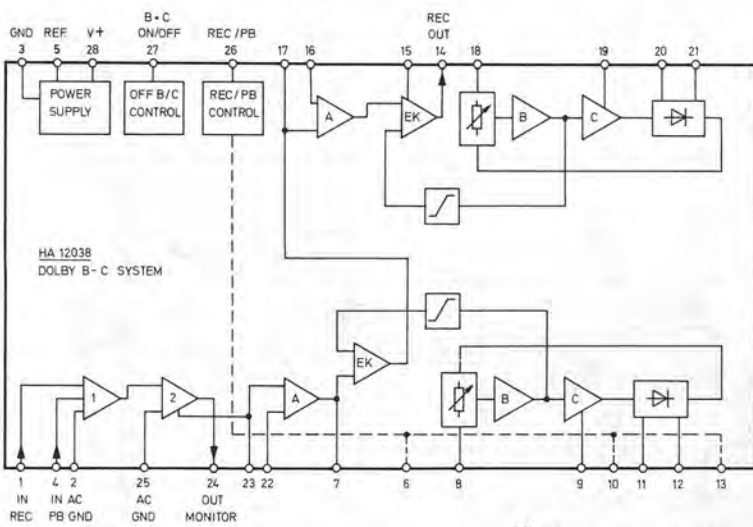 B•C REC
GND REF. V+ ON/OFF REC/PB OUT
3 5 28 27 26 17 16 15 14 18 19 20 21
POWER SUPPLY
OFF B/C CONTROL
REC/PB CONTROL
A
EK
B
C
HA 12038
DOLBY B-C SYSTEM
EK
1
2
A
B
C
1 4 2 25 24 23 22 7 6 8 9 10 11 12 13
IN IN AC AC OUT
REC PB GND GND MONITOR